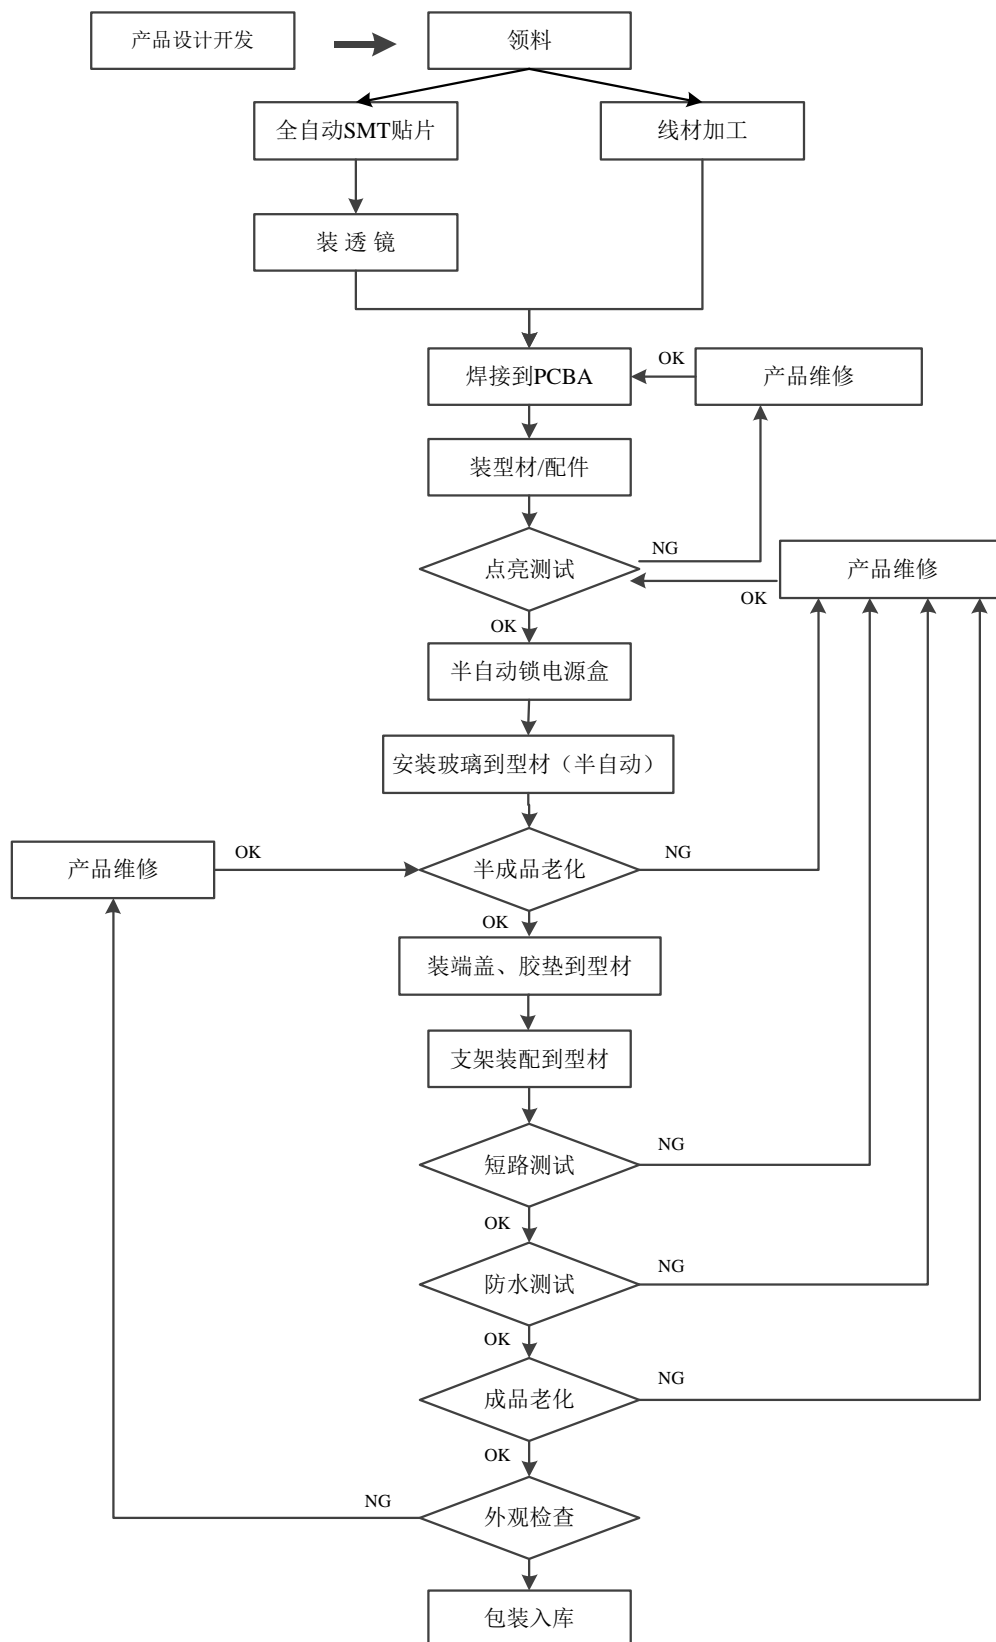 产品设计开发
领料
全自动SMT贴片
线材加工
装 透 镜
焊接到PCBA
OK
产品维修
装型材/配件
点亮测试
NG
产品维修
OK
OK
半自动锁电源盒
安装玻璃到型材（半自动）
产品维修
OK
半成品老化
NG
OK
装端盖、胶垫到型材
支架装配到型材
短路测试
NG
OK
防水测试
NG
OK
成品老化
NG
OK
NG
外观检查
包装入库